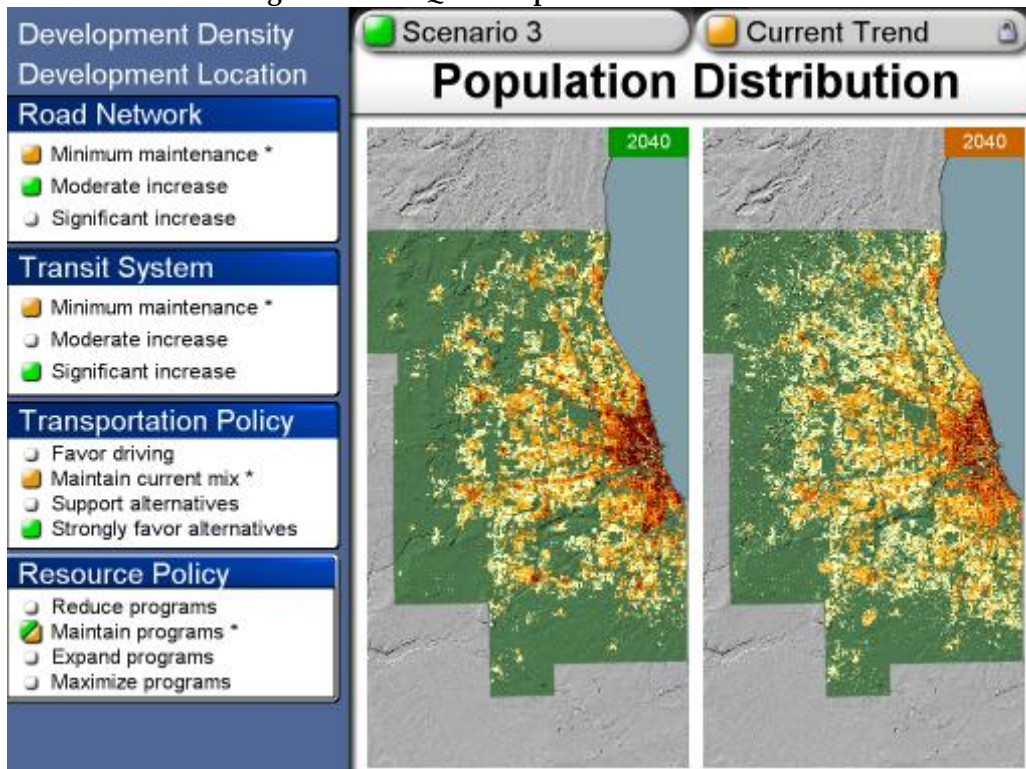 Development Density
Development Location
Road Network
Minimum maintenance *
Moderate increase
Significant increase
Transit System
Minimum maintenance *
Moderate increase
Significant increase
Transportation Policy
Favor driving
Maintain current mix *
Support alternatives
Strongly favor alternatives
Resource Policy
Reduce programs
Maintain programs *
Expand programs
Maximize programs
Scenario 3
Current Trend
Population Distribution
2040
2040